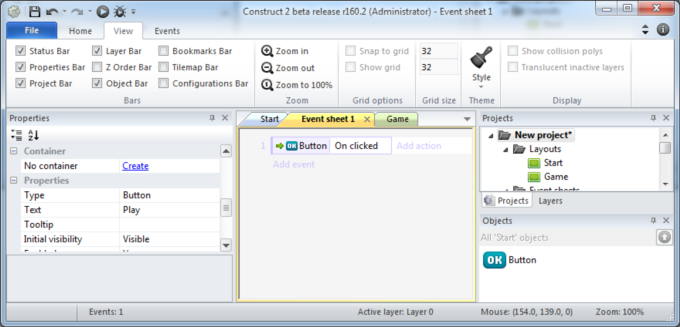 Construct 2 beta release r160.2 (Administrator) - Event sheet 1
File Home View Events
Status Bar Layer Bar Bookmarks Bar
Properties Bar Z Order Bar Tilemap Bar
Project Bar Object Bar Configurations Bar
Bars
Zoom in
Zoom out
Zoom to 100%
Zoom
Snap to grid
Show grid
Grid options
32
32
Grid size
Style
Theme
Show collision polys
Translucent inactive layers
Display
Properties
Container
No container Create
Properties
Type Button
Text Play
Tooltip
Initial visibility Visible
Start Event sheet 1 Game
1 OK Button On clicked Add action
Add event
Projects
New project*
Layouts
Start
Game
Event sheets
Projects Layers
Objects
All 'Start' objects
OK Button
Events: 1 Active layer: Layer 0 Mouse: (154.0, 139.0, 0) Zoom: 100%